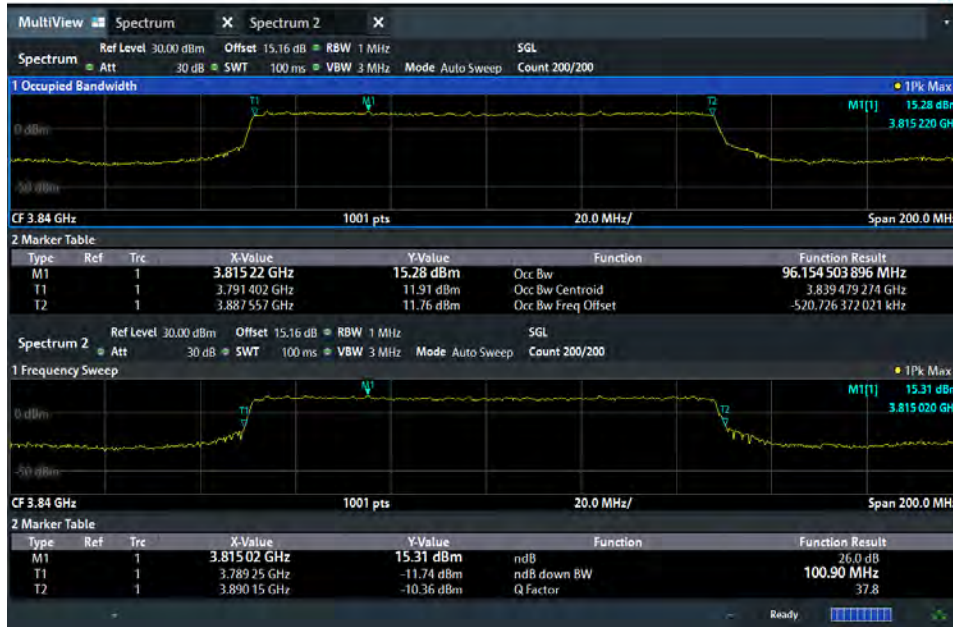 MultiView Spectrum X Spectrum 2 X
Ref Level 30.00 dBm Offset 15.16 dB RBW 1 MHz SGL
Spectrum Att 30 dB SWT 100 ms VBW 3 MHz Mode Auto Sweep Count 200/200
1 Occupied Bandwidth 1Pk Max
T1 M1 T2 M1[1] 15.28 dBm
3.815 220 GH
0 dBm
-50 dBm
CF 3.84 GHz 1001 pts 20.0 MHz/ Span 200.0 MH
2 Marker Table
Type Ref Trc X-Value Y-Value Function Function Result
M1 1 3.815 22 GHz 15.28 dBm Occ Bw 96.154 503 896 MHz
T1 1 3.791 402 GHz 11.91 dBm Occ Bw Centroid 3.839 479 274 GHz
T2 1 3.887 557 GHz 11.76 dBm Occ Bw Freq Offset -520.726 372 021 kHz
Ref Level 30.00 dBm Offset 15.16 dB RBW 1 MHz SGL
Spectrum 2 Att 30 dB SWT 100 ms VBW 3 MHz Mode Auto Sweep Count 200/200
1 Frequency Sweep 1Pk Max
M1 M1[1] 15.31 dBm
3.815 020 GH
0 dBm
T1 T2
-50 dBm
CF 3.84 GHz 1001 pts 20.0 MHz/ Span 200.0 MH
2 Marker Table
Type Ref Trc X-Value Y-Value Function Function Result
M1 1 3.815 02 GHz 15.31 dBm ndB 26.0 dB
T1 1 3.789 25 GHz -11.74 dBm ndB down BW 100.90 MHz
T2 1 3.890 15 GHz -10.36 dBm Q Factor 37.8
Ready